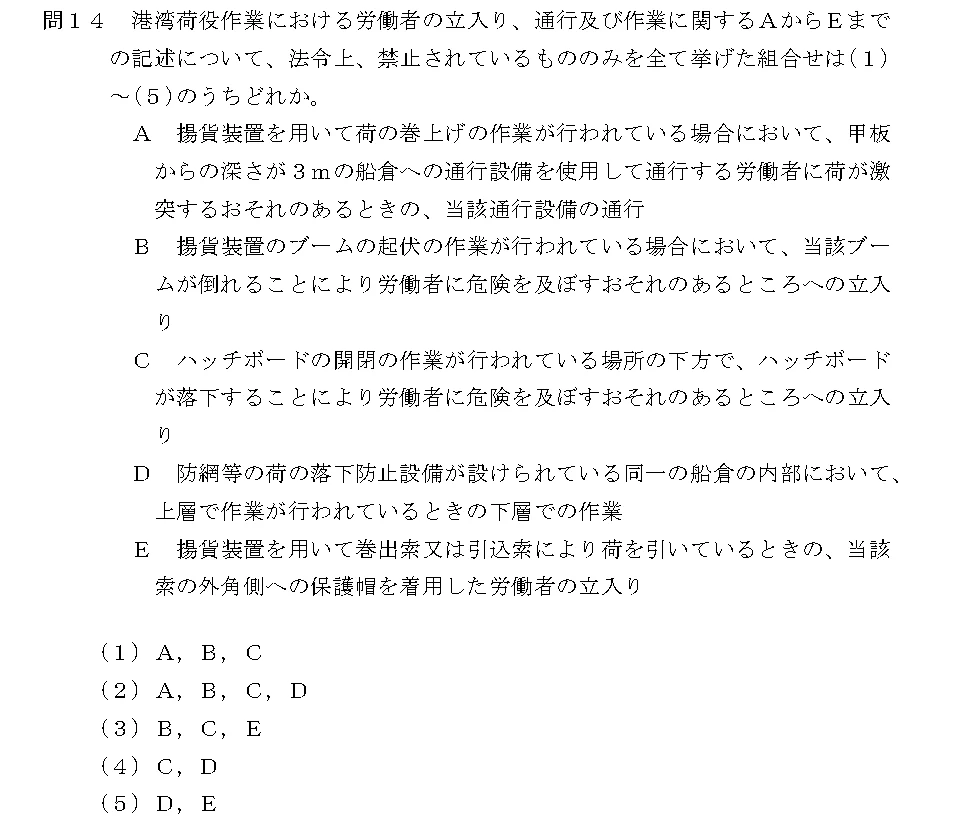 問14　港湾荷役作業における労働者の立入り、通行及び作業に関するAからEまで
の記述について、法令上、禁止されているもののみを全て挙げた組合せは(1)
～(5)のうちどれか。
A　揚貨装置を用いて荷の巻上げの作業が行われている場合において、甲板
からの深さが3mの船倉への通行設備を使用して通行する労働者に荷が激
突するおそれのあるときの、当該通行設備の通行
B　揚貨装置のブームの起伏の作業が行われている場合において、当該ブー
ムが倒れることにより労働者に危険を及ぼすおそれのあるところへの立入
り
C　ハッチボードの開閉の作業が行われている場所の下方で、ハッチボード
が落下することにより労働者に危険を及ぼすおそれのあるところへの立入
り
D　防網等の荷の落下防止設備が設けられている同一の船倉の内部において、
上層で作業が行われているときの下層での作業
E　揚貨装置を用いて巻出索又は引込索により荷を引いているときの、当該
索の外角側への保護帽を着用した労働者の立入り
(1) A, B, C
(2) A, B, C, D
(3) B, C, E
(4) C, D
(5) D, E